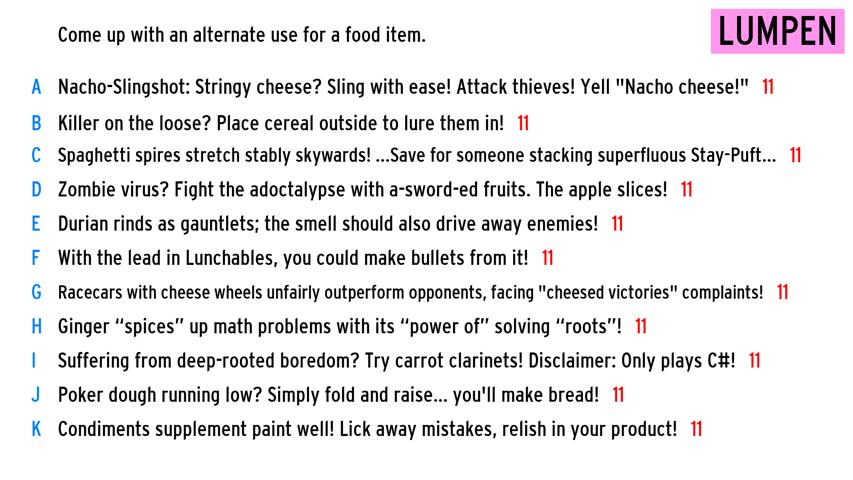 Come up with an alternate use for a food item.
LUMPEN
A Nacho-Slingshot: Stringy cheese? Sling with ease! Attack thieves! Yell "Nacho cheese!" 11
B Killer on the loose? Place cereal outside to lure them in! 11
C Spaghetti spires stretch stably skywards! ...Save for someone stacking superfluous Stay-Puft... 11
D Zombie virus? Fight the adoctalypse with a-sword-ed fruits. The apple slices! 11
E Durian rinds as gauntlets; the smell should also drive away enemies! 11
F With the lead in Lunchables, you could make bullets from it! 11
G Racecars with cheese wheels unfairly outperform opponents, facing "cheesed victories" complaints! 11
H Ginger “spices” up math problems with its “power of” solving “roots”! 11
I Suffering from deep-rooted boredom? Try carrot clarinets! Disclaimer: Only plays C#! 11
J Poker dough running low? Simply fold and raise... you'll make bread! 11
K Condiments supplement paint well! Lick away mistakes, relish in your product! 11